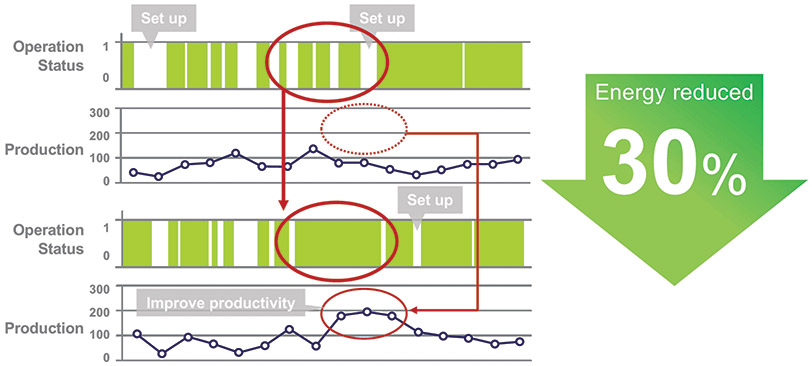 Set up
Set up
Operation
Status
1
0
Energy reduced
30%
300
200
100
0
Production
Set up
Operation
Status
1
0
300
200
100
0
Improve productivity
Production